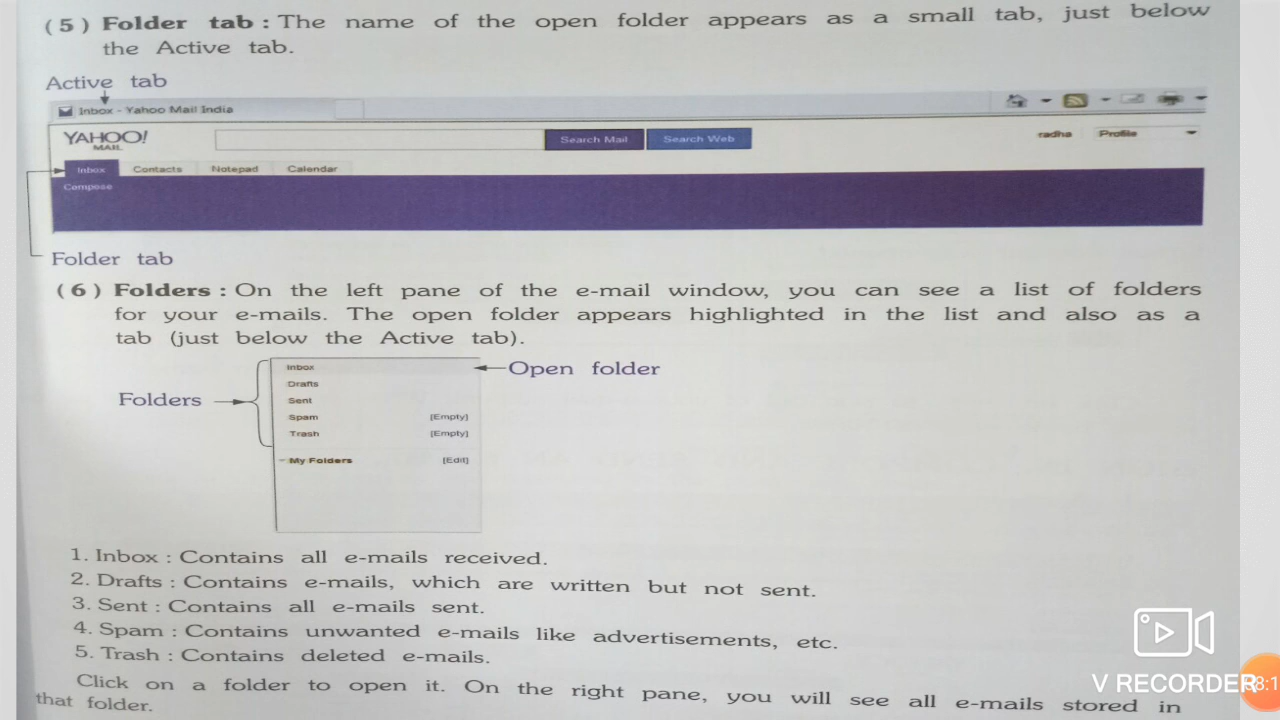 (5) Folder tab : The name of the open folder appears as a small tab, just below
the Active tab.
Active tab
Inbox - Yahoo Mail India
YAHOO!
MAIL
Search Mail
Search Web
radha
Profile
Inbox
Contacts
Notepad
Calendar
Compose
Folder tab
(6) Folders : On the left pane of the e-mail window, you can see a list of folders
for your e-mails. The open folder appears highlighted in the list and also as a
tab (just below the Active tab).
Inbox
Open folder
Drafts
Folders
Sent
Spam [Empty]
Trash [Empty]
My Folders [Edit]
1. Inbox : Contains all e-mails received.
2. Drafts : Contains e-mails, which are written but not sent.
3. Sent : Contains all e-mails sent.
4. Spam : Contains unwanted e-mails like advertisements, etc.
5. Trash : Contains deleted e-mails.
Click on a folder to open it. On the right pane, you will see all e-mails stored in
that folder.
V RECORDER